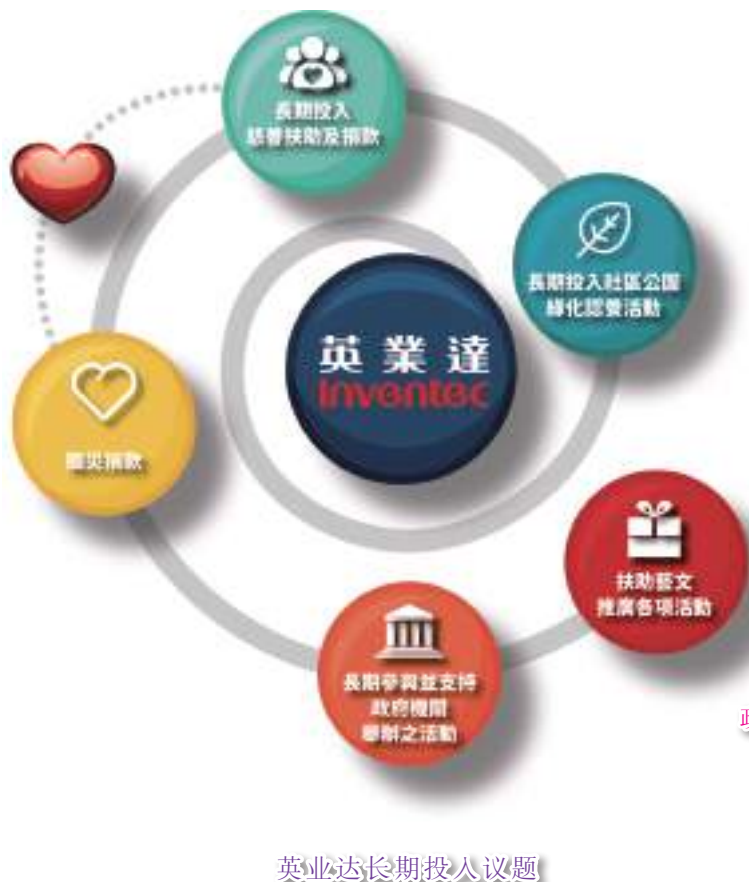 長期投入
慈善扶助及捐款
長期投入社區公園
綠化認養活動
英業達
Inventec
賑災捐款
扶助藝文
推廣各項活動
長期參與並支持
政府機關
舉辦之活動
英业达长期投入议题